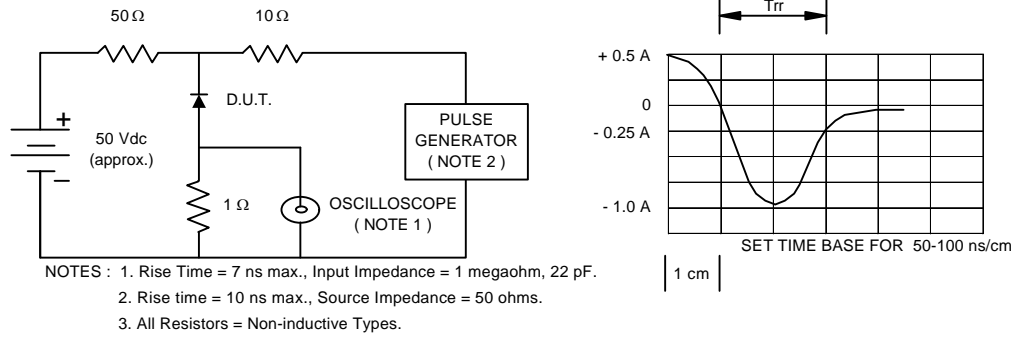 50 Ω
10 Ω
D.U.T.
+
50 Vdc
(approx.)
−
1 Ω
OSCILLOSCOPE
( NOTE 1 )
PULSE
GENERATOR
( NOTE 2 )
Trr
+ 0.5 A
0
- 0.25 A
- 1.0 A
SET TIME BASE FOR 50-100 ns/cm
1 cm
NOTES : 1. Rise Time = 7 ns max., Input Impedance = 1 megaohm, 22 pF.
2. Rise time = 10 ns max., Source Impedance = 50 ohms.
3. All Resistors = Non-inductive Types.